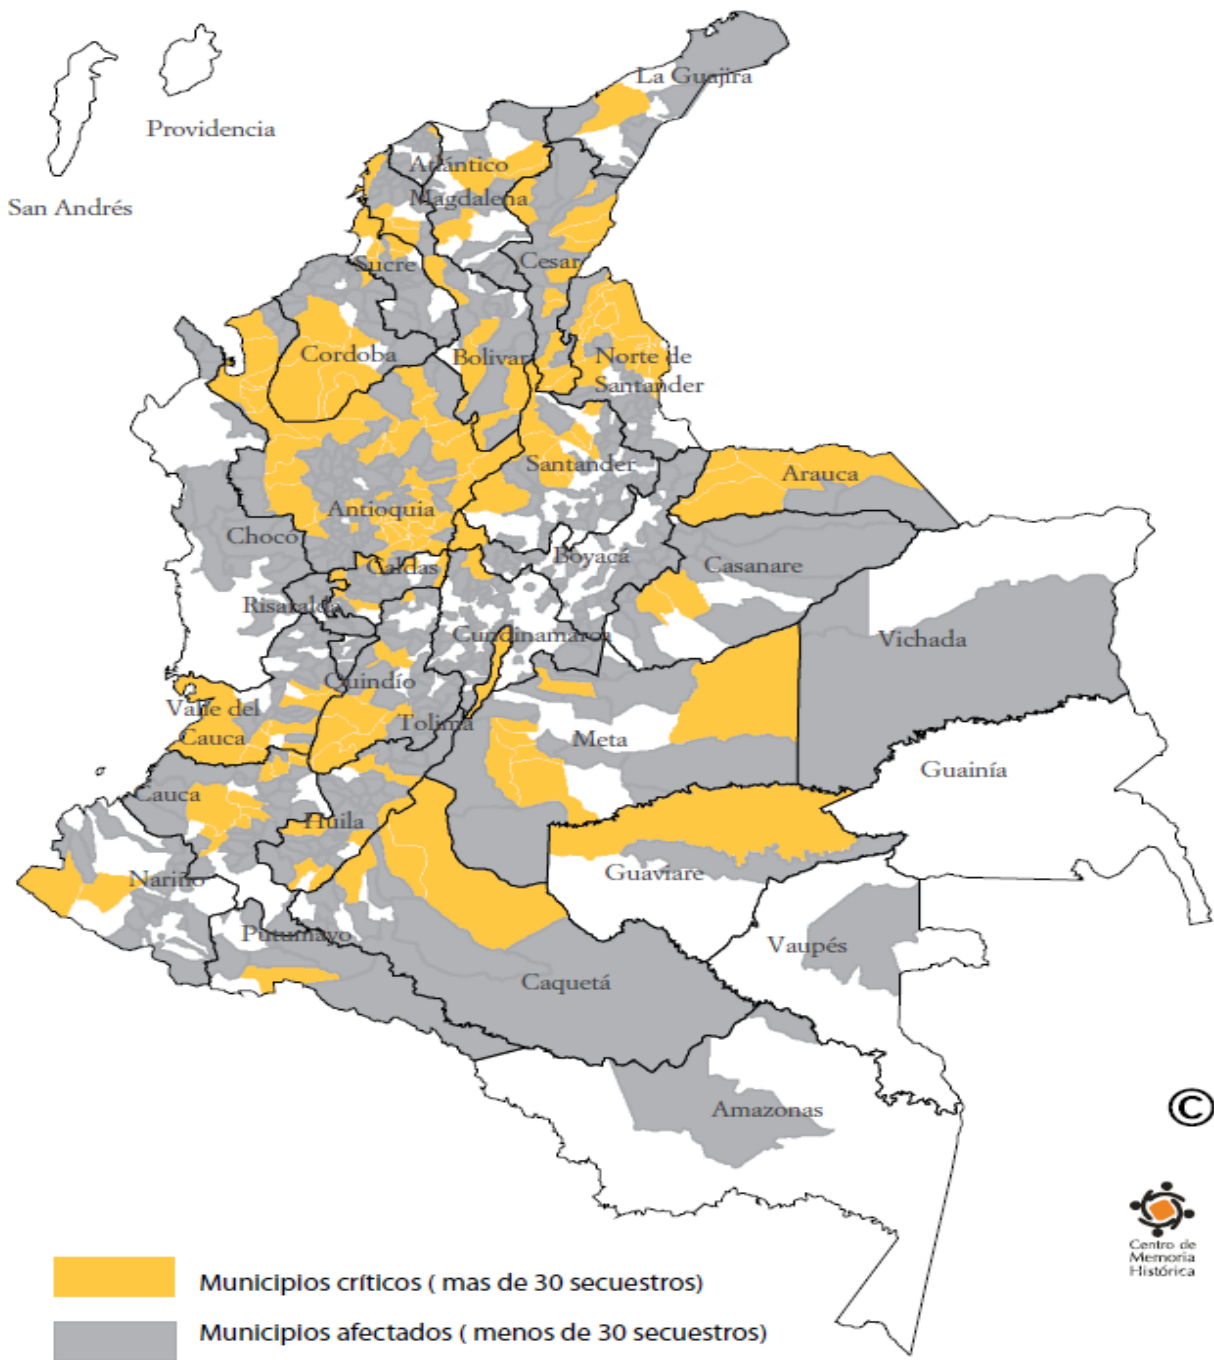 La Guajira
Providencia
San Andrés
Atlántico
Magdalena
Sucre
Cesar
Cordoba
Bolivar
Norte de
Santander
Santander
Arauca
Antioquia
Chocó
Boyacá
Caldas
Casanare
Risaralda
Cundinamarca
Vichada
Quindío
Valle del
Cauca
Tolima
Meta
Guainía
Cauca
Huila
Guaviare
Nariño
Putumayo
Vaupés
Caquetá
Amazonas
©
Centro de
Memoria
Histórica
Municipios críticos ( mas de 30 secuestros)
Municipios afectados ( menos de 30 secuestros)